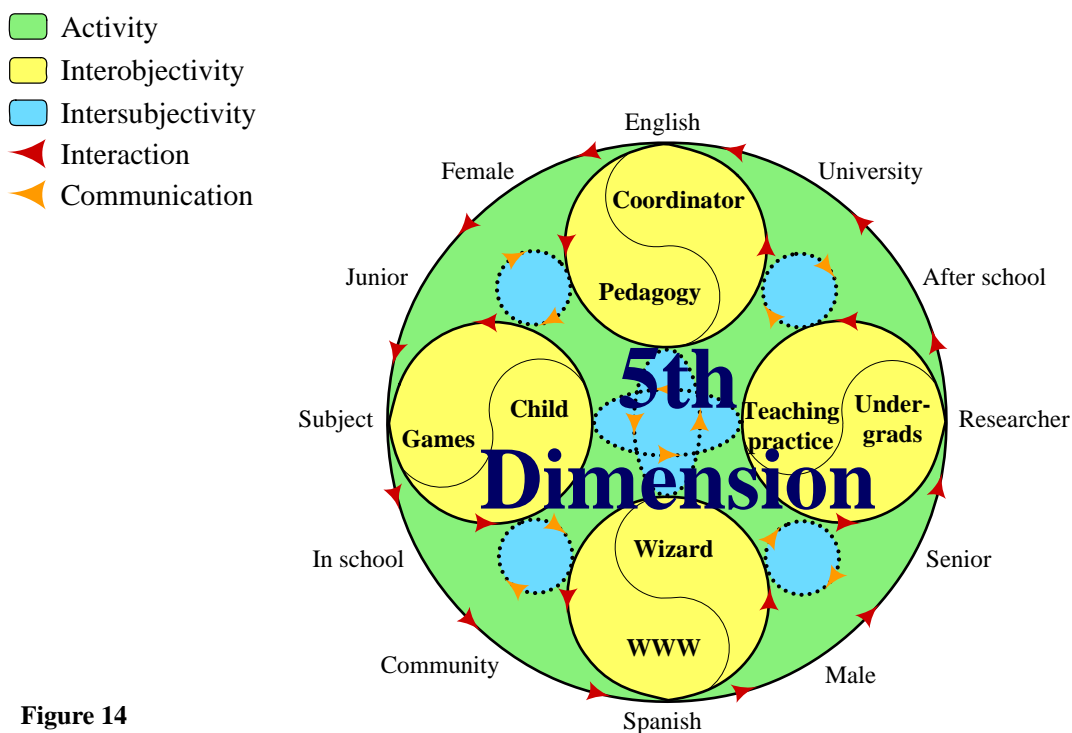 Activity
Interobjectivity
Intersubjectivity
Interaction
Communication
English
Female
University
Coordinator
Junior
After school
Pedagogy
5th
Subject
Child
Games
Teaching
practice
Under-
grads
Researcher
Dimension
In school
Wizard
Senior
WWW
Community
Male
Spanish
Figure 14